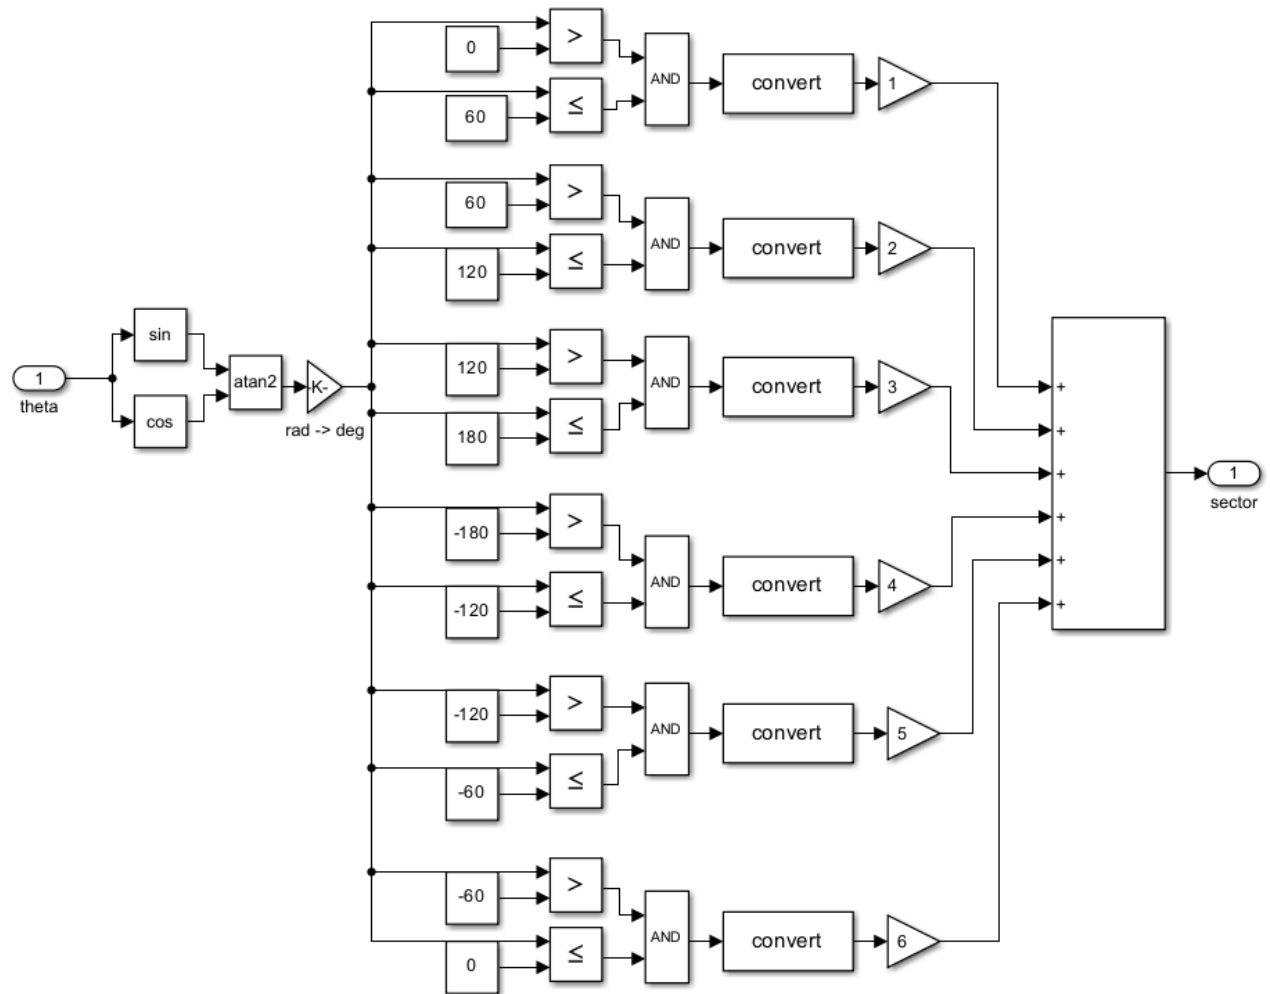 >
0
AND
convert
1
≤
60
>
60
AND
convert
2
≤
120
sin
1
theta
atan2
-K-
rad -> deg
cos
>
120
AND
convert
3
≤
180
+
+
+
+
+
+
1
sector
>
-180
AND
convert
4
≤
-120
>
-120
AND
convert
5
≤
-60
>
-60
AND
convert
6
≤
0